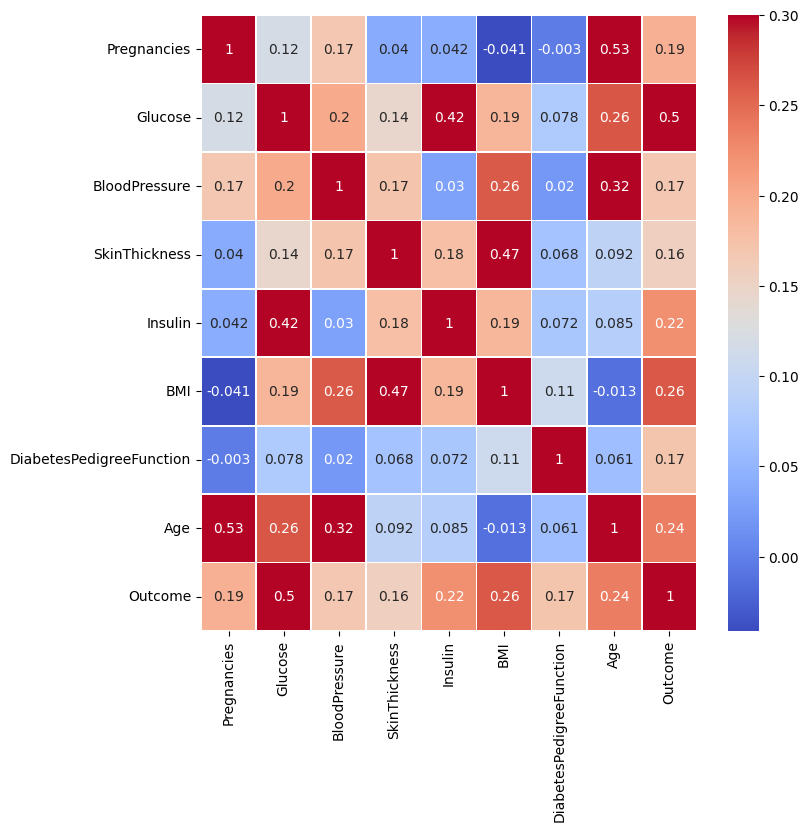 Pregnancies 1 0.12 0.17 0.04 0.042 -0.041 -0.003 0.53 0.19
Glucose 0.12 1 0.2 0.14 0.42 0.19 0.078 0.26 0.5
BloodPressure 0.17 0.2 1 0.17 0.03 0.26 0.02 0.32 0.17
SkinThickness 0.04 0.14 0.17 1 0.18 0.47 0.068 0.092 0.16
Insulin 0.042 0.42 0.03 0.18 1 0.19 0.072 0.085 0.22
BMI -0.041 0.19 0.26 0.47 0.19 1 0.11 -0.013 0.26
DiabetesPedigreeFunction -0.003 0.078 0.02 0.068 0.072 0.11 1 0.061 0.17
Age 0.53 0.26 0.32 0.092 0.085 -0.013 0.061 1 0.24
Outcome 0.19 0.5 0.17 0.16 0.22 0.26 0.17 0.24 1
Pregnancies
Glucose
BloodPressure
SkinThickness
Insulin
BMI
DiabetesPedigreeFunction
Age
Outcome
0.30
0.25
0.20
0.15
0.10
0.05
0.00